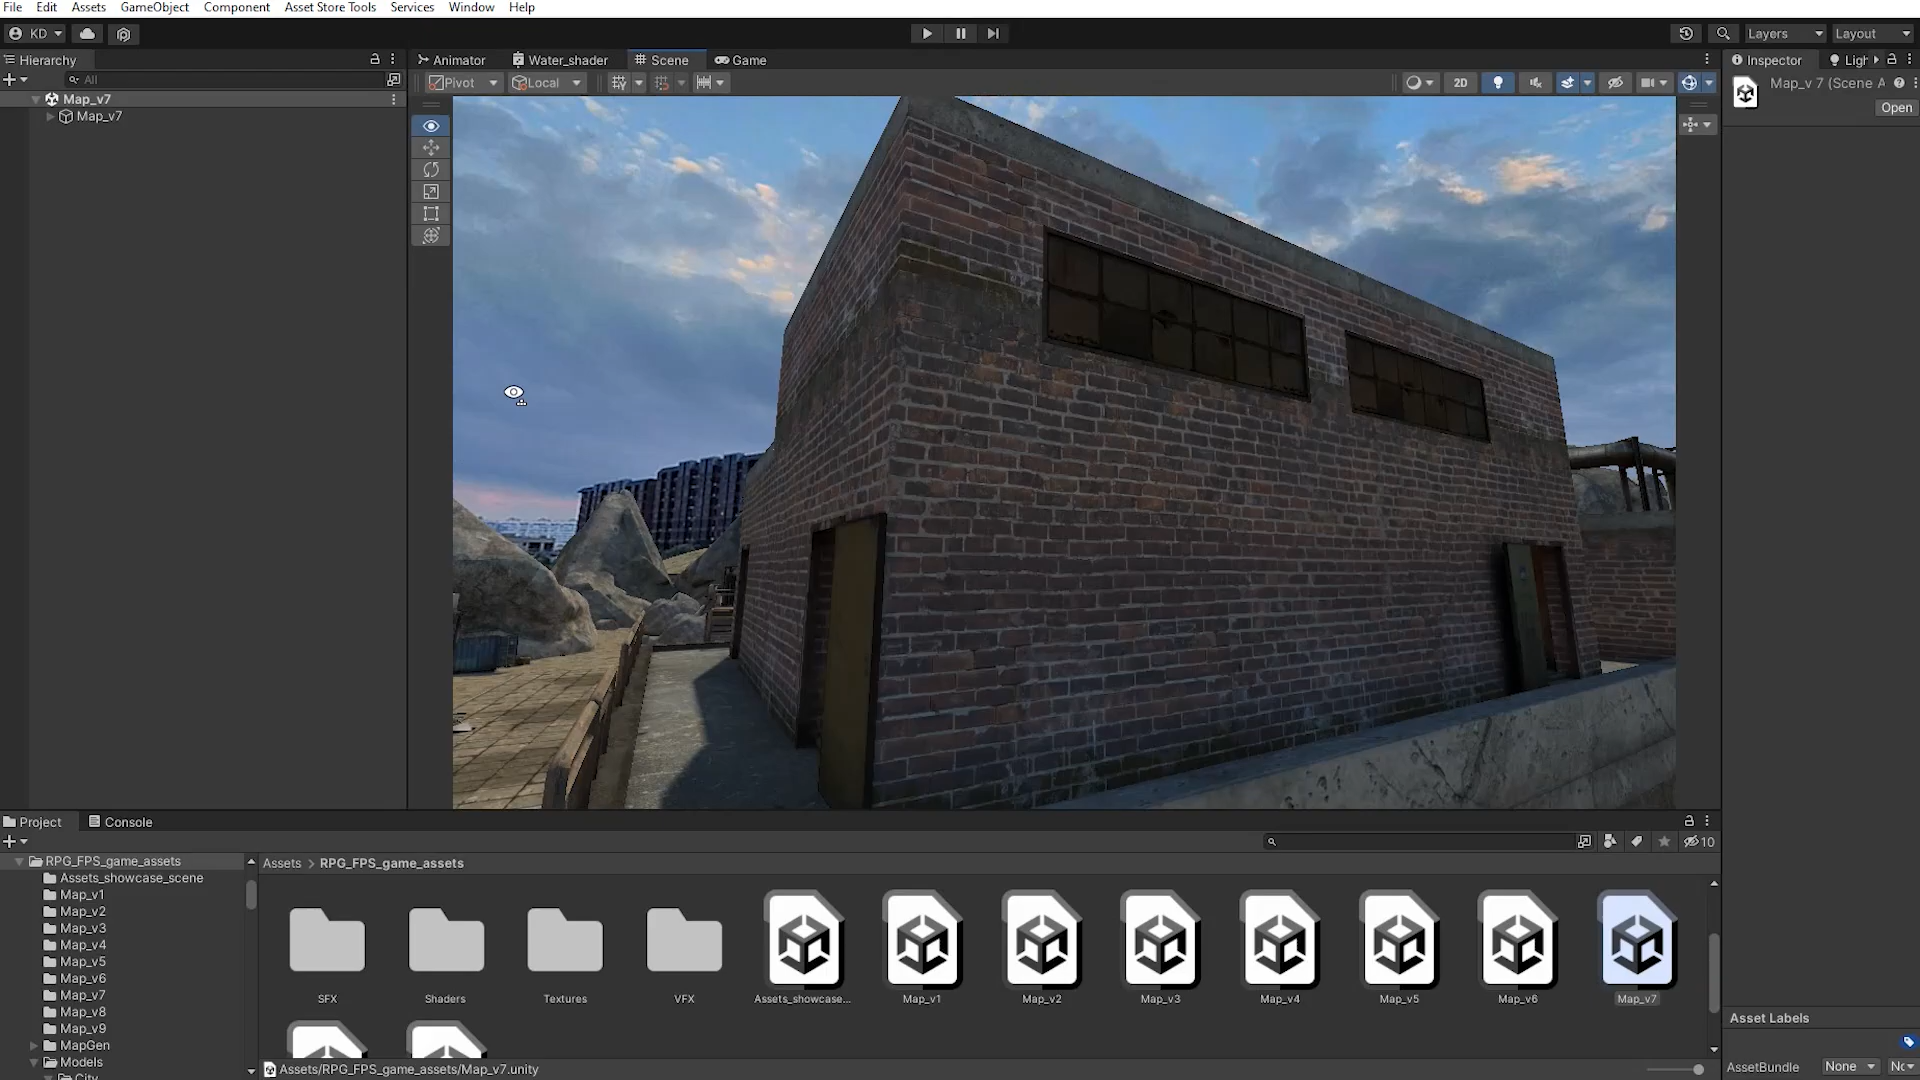 File Edit Assets GameObject Component Asset Store Tools Services Window Help
KD
Layers Layout
Hierarchy
All
Map_v7
Map_v7
Animator Water_shader Scene Game
Pivot Local
2D
Inspector Ligh
Map_v 7 (Scene A
Open
Project Console
10
RPG_FPS_game_assets
Assets_showcase_scene
Map_v1
Map_v2
Map_v3
Map_v4
Map_v5
Map_v6
Map_v7
Map_v8
Map_v9
MapGen
Models
City
Assets > RPG_FPS_game_assets
SFX Shaders Textures VFX Assets_showcase... Map_v1 Map_v2 Map_v3 Map_v4 Map_v5 Map_v6 Map_v7
Assets/RPG_FPS_game_assets/Map_v7.unity
Asset Labels
AssetBundle None